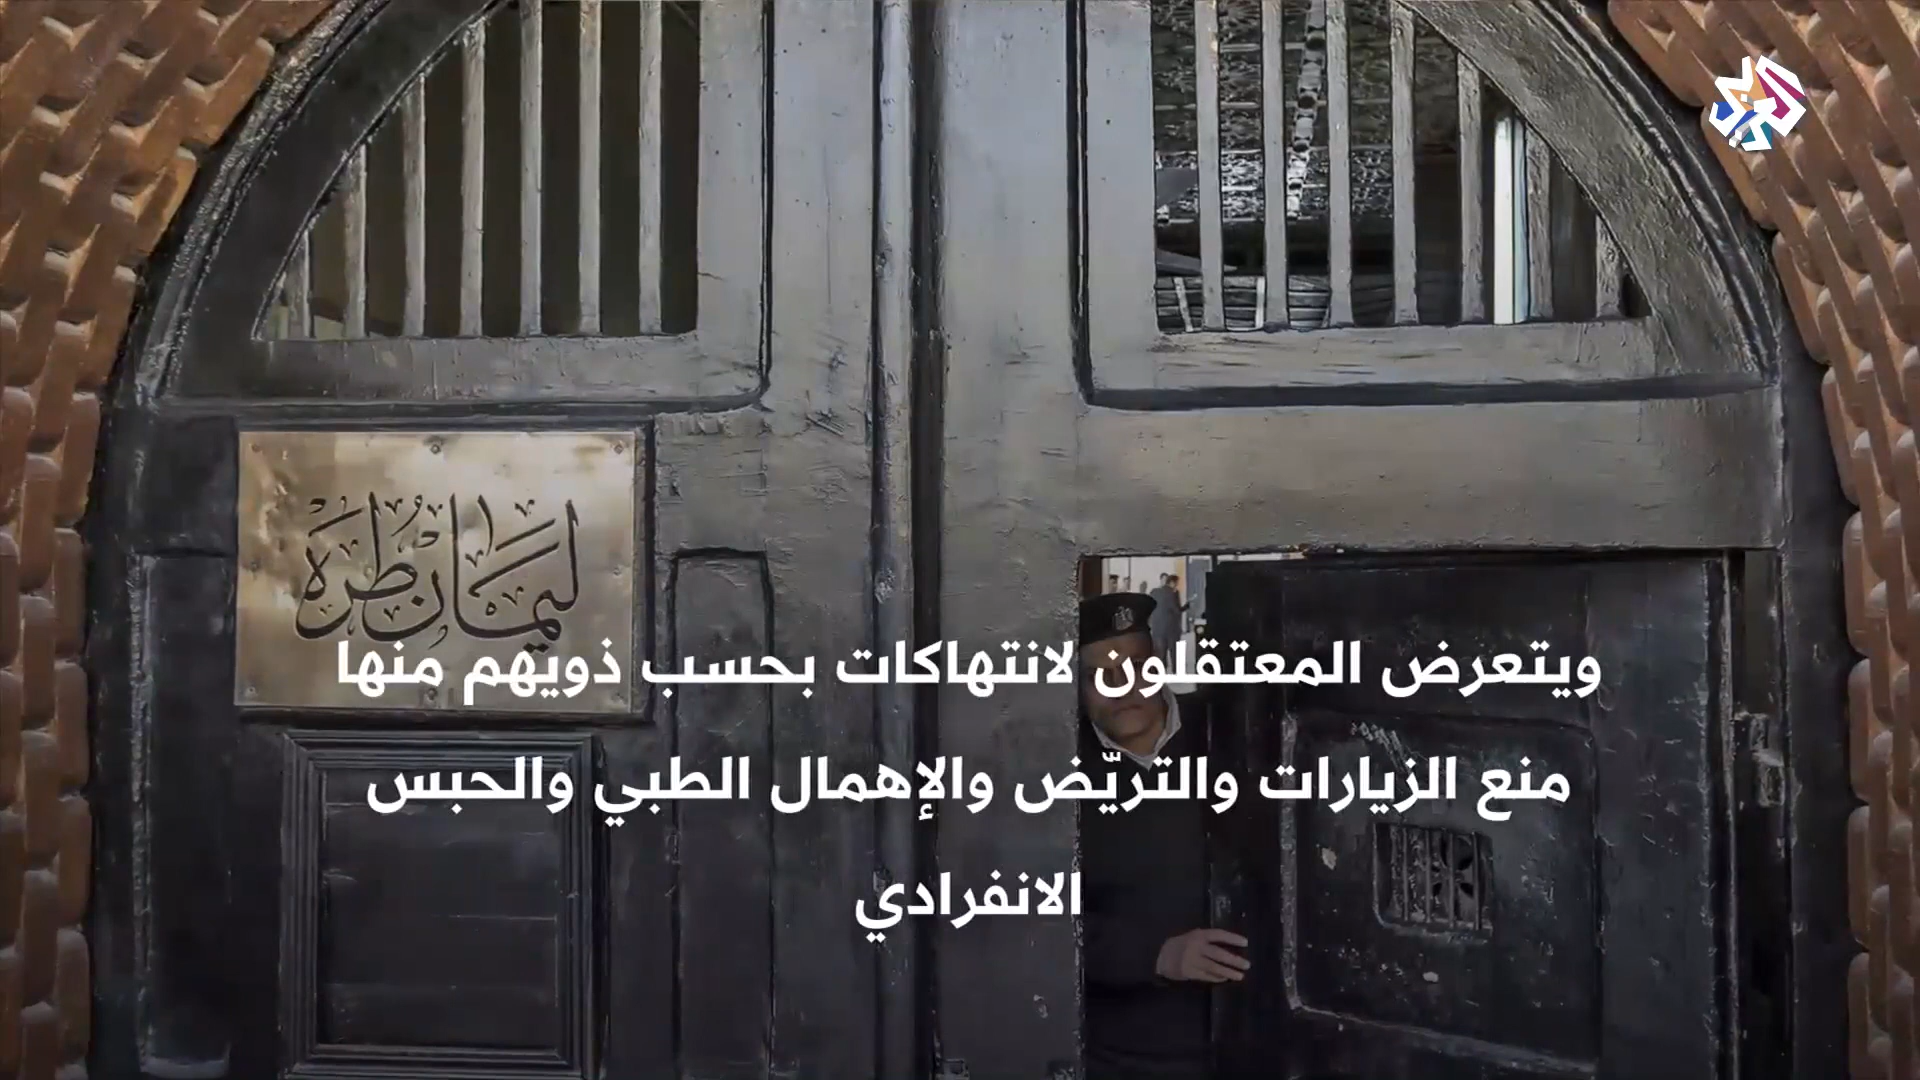 ليمان طره
ويتعرض المعتقلون لانتهاكات بحسب ذويهم منها
منع الزيارات والتريّض والإهمال الطبي والحبس
الانفرادي